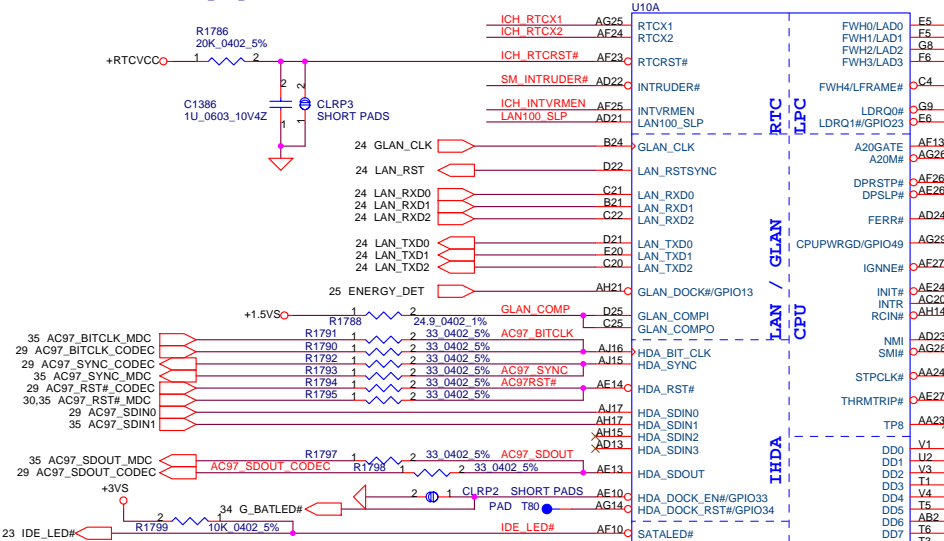 U10A
ICH_RTCX1 AG25 RTCX1 FWH0/LAD0 E5
ICH_RTCX2 AF24 RTCX2 FWH1/LAD1 F5
FWH2/LAD2 G8
R1786
20K_0402_5%
+RTCVCC 1 2 ICH_RTCRST# AF23 RTCRST# FWH3/LAD3 F6
SM_INTRUDER# AD22 INTRUDER# FWH4/LFRAME# C4
C1386
1U_0603_10V4Z
2
1
2
1
CLRP3
SHORT PADS
ICH_INTVRMEN AF25 INTVRMEN LDRQ0# G9
LAN100_SLP AD21 LAN100_SLP LDRQ1#/GPIO23 E6
RTC
LPC
24 GLAN_CLK B24 GLAN_CLK A20GATE AF13
A20M# AG26
24 LAN_RST D22 LAN_RSTSYNC
DPRSTP# AF26
24 LAN_RXD0 C21 LAN_RXD0 DPSLP# AE26
24 LAN_RXD1 B21 LAN_RXD1
24 LAN_RXD2 C22 LAN_RXD2 FERR# AD24
24 LAN_TXD0 D21 LAN_TXD0 CPUPWRGD/GPIO49 AG29
24 LAN_TXD1 E20 LAN_TXD1
24 LAN_TXD2 C20 LAN_TXD2 IGNNE# AF27
25 ENERGY_DET AH21 GLAN_DOCK#/GPIO13 INIT# AE24
INTR AC20
LAN / GLAN
CPU
+1.5VS 1 2 GLAN_COMP D25 GLAN_COMPI RCIN# AH14
R1788 24.9_0402_1% C25 GLAN_COMPO
35 AC97_BITCLK_MDC R1791 1 2 33_0402_5% AC97_BITCLK NMI AD23
29 AC97_BITCLK_CODEC R1790 1 2 33_0402_5% AJ16 HDA_BIT_CLK SMI# AG28
29 AC97_SYNC_CODEC R1792 1 2 33_0402_5% AJ15 HDA_SYNC
35 AC97_SYNC_MDC R1793 1 2 33_0402_5% AC97_SYNC STPCLK# AA24
29 AC97_RST#_CODEC R1794 1 2 33_0402_5% AC97RST# AE14 HDA_RST#
30,35 AC97_RST#_MDC R1795 1 2 33_0402_5% THRMTRIP# AE27
29 AC97_SDIN0 AJ17 HDA_SDIN0
35 AC97_SDIN1 AH17 HDA_SDIN1 TP8 AA23
AH15 HDA_SDIN2
AD13 HDA_SDIN3
IHDA
DD0 V1
35 AC97_SDOUT_MDC R1797 1 2 33_0402_5% AC97_SDOUT DD1 U2
29 AC97_SDOUT_CODEC AC97_SDOUT_CODEC R1798 1 2 33_0402_5% AE13 HDA_SDOUT DD2 V3
DD3 T1
+3VS 2 1 CLRP2 SHORT PADS AE10 HDA_DOCK_EN#/GPIO33 DD4 V4
34 G_BATLED# PAD T80 AG14 HDA_DOCK_RST#/GPIO34 DD5 T5
1 2 DD6 AB2
23 IDE_LED# R1799 10K_0402_5% IDE_LED# AF10 SATALED# DD7 T6